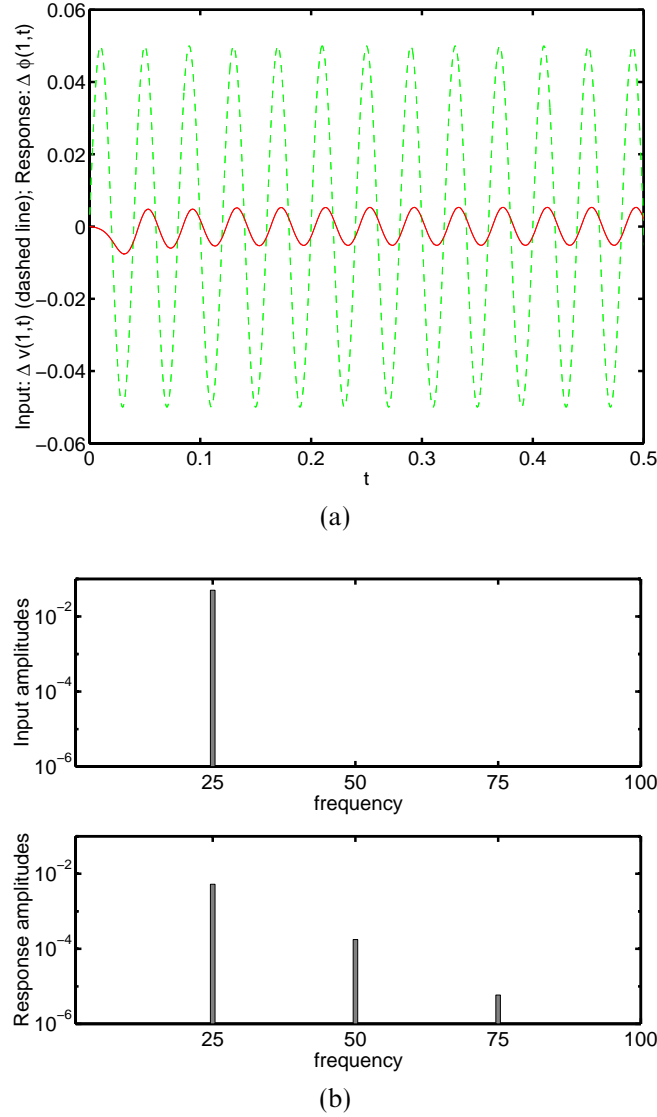 Input: Δ v(1,t) (dashed line); Response: Δ ϕ(1,t)
0.06
0.04
0.02
0
−0.02
−0.04
−0.06
0 0.1 0.2 0.3 0.4 0.5
t
(a)
Input amplitudes
10−2
10−4
10−6
25 50 75 100
frequency
Response amplitudes
10−2
10−4
10−6
25 50 75 100
frequency
(b)